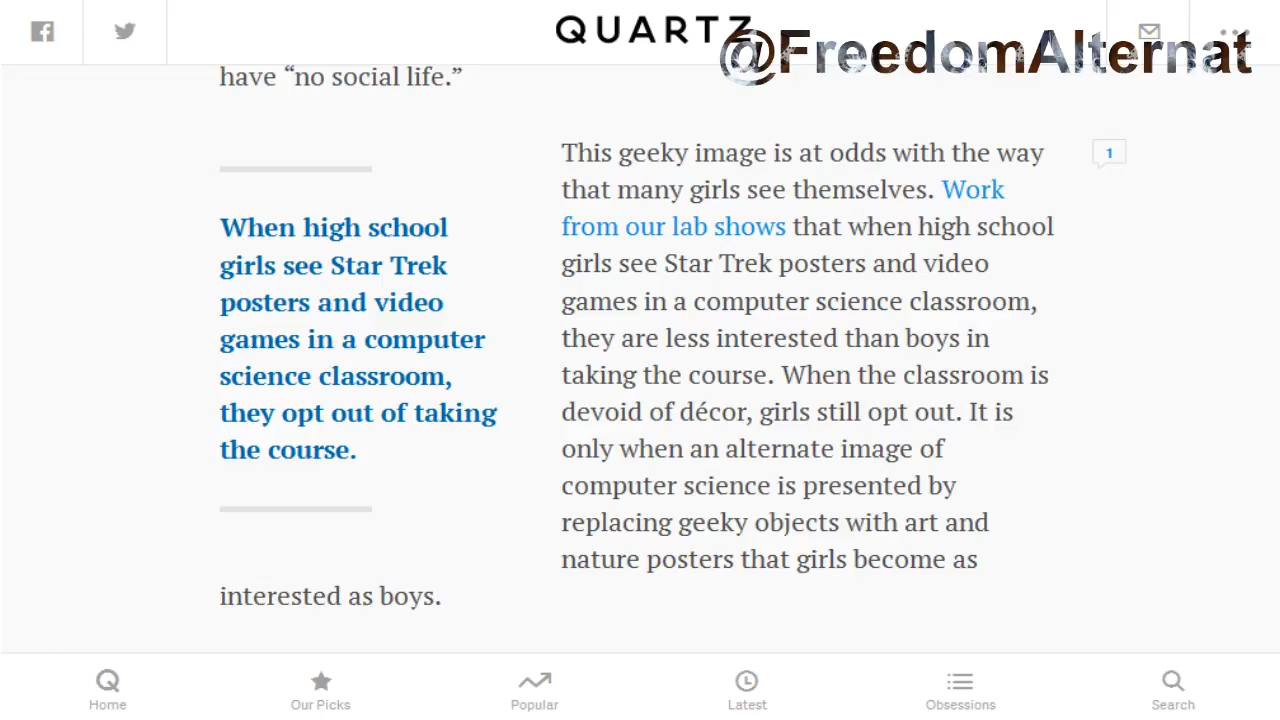 QUARTZ
@FreedomAlternat
have “no social life.”
When high school
girls see Star Trek
posters and video
games in a computer
science classroom,
they opt out of taking
the course.
This geeky image is at odds with the way
1
that many girls see themselves. Work
from our lab shows that when high school
girls see Star Trek posters and video
games in a computer science classroom,
they are less interested than boys in
taking the course. When the classroom is
devoid of décor, girls still opt out. It is
only when an alternate image of
computer science is presented by
replacing geeky objects with art and
nature posters that girls become as
interested as boys.
Home
Our Picks
Popular
Latest
Obsessions
Search